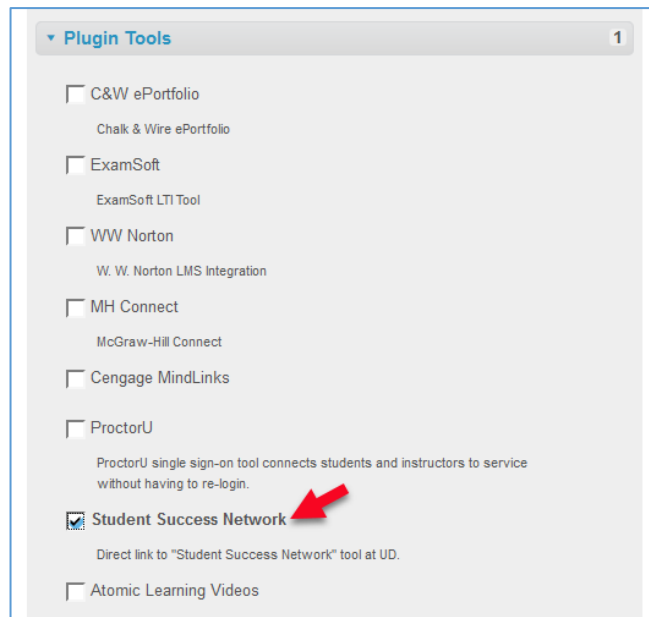 Plugin Tools 1
C&W ePortfolio
Chalk & Wire ePortfolio
ExamSoft
ExamSoft LTI Tool
WW Norton
W. W. Norton LMS Integration
MH Connect
McGraw-Hill Connect
Cengage MindLinks
ProctorU
ProctorU single sign-on tool connects students and instructors to service
without having to re-login.
Student Success Network
Direct link to "Student Success Network" tool at UD.
Atomic Learning Videos